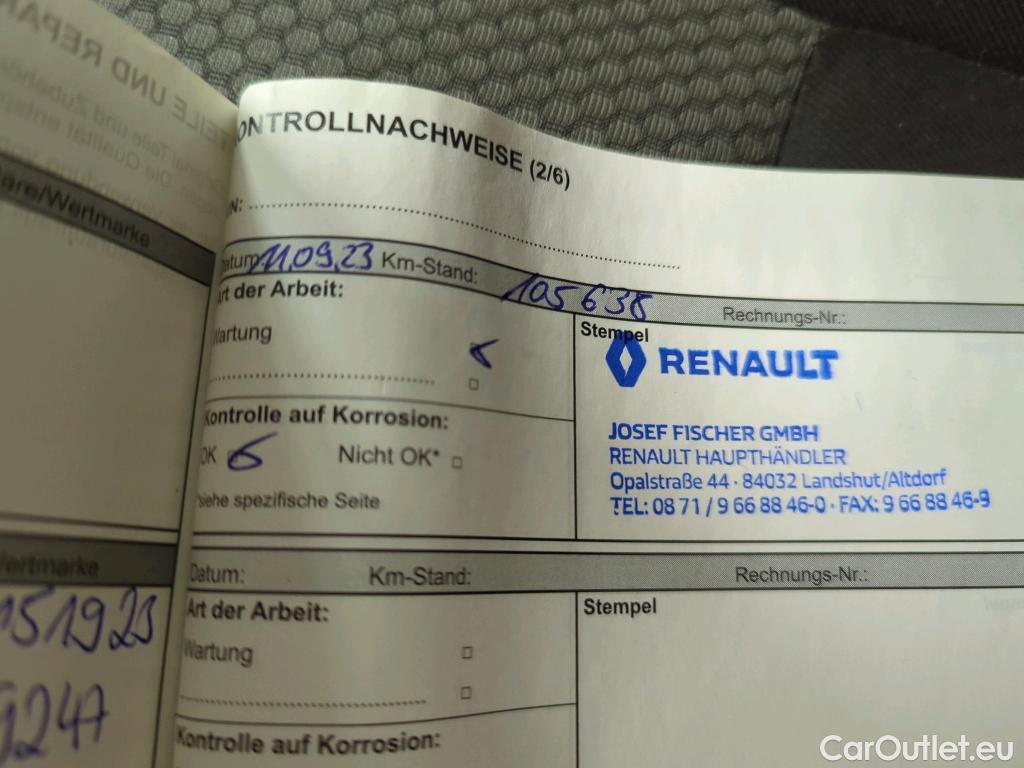 KONTROLLNACHWEISE (2/6)
Datum: 11.09.23 Km-Stand: 105638 Rechnungs-Nr.:
Art der Arbeit:
Wartung
Stempel
RENAULT
JOSEF FISCHER GMBH
RENAULT HAUPTHÄNDLER
Opalstraße 44 · 84032 Landshut/Altdorf
TEL: 08 71 / 9 66 88 46-0 · FAX: 9 66 88 46-9
Kontrolle auf Korrosion:
OK Nicht OK*
*siehe spezifische Seite
Datum: Km-Stand: Rechnungs-Nr.:
Art der Arbeit:
Wartung
Stempel
Kontrolle auf Korrosion:
are/Wertmarke
Wertmarke
CarOutlet.eu